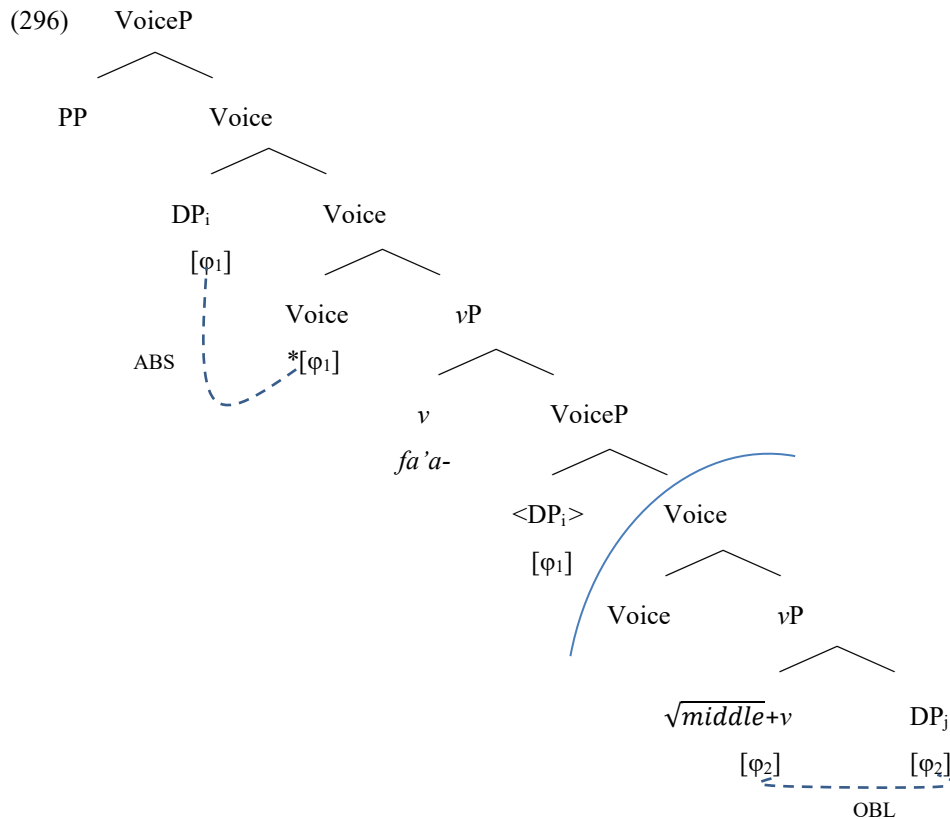 (296) VoiceP
PP Voice
DPᵢ Voice
[φ₁]
Voice vP
ABS *[φ₁]
v VoiceP
fa’a-
<DPᵢ> Voice
[φ₁]
Voice vP
√middle+v DPⱼ
[φ₂] [φ₂]
OBL